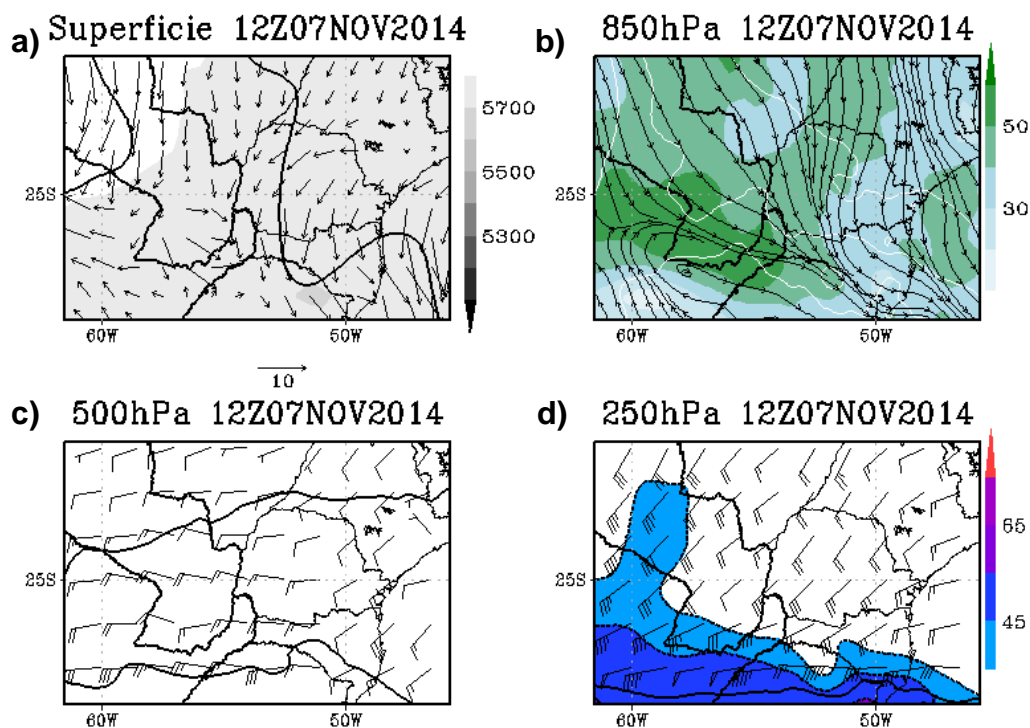 a) Superficie 12Z07NOV2014
5700
5500
5300
25S
60W 50W
10
b) 850hPa 12Z07NOV2014
50
30
25S
60W 50W
c) 500hPa 12Z07NOV2014
25S
60W 50W
d) 250hPa 12Z07NOV2014
65
45
25S
60W 50W